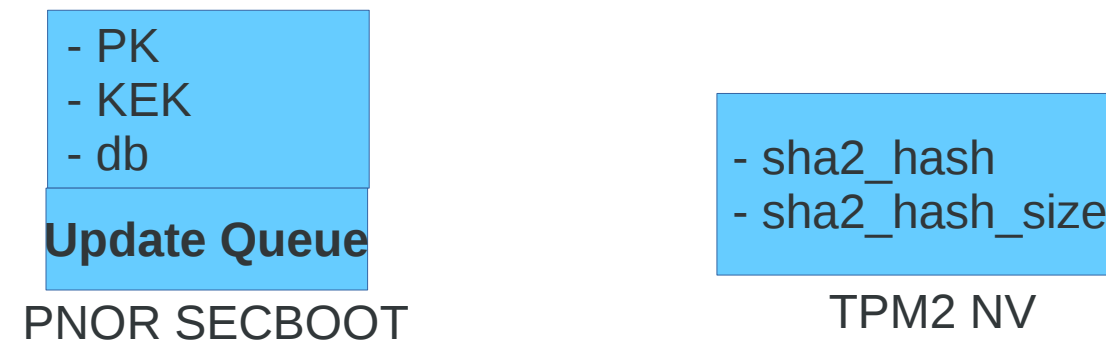 - PK
- KEK
- db
Update Queue
PNOR SECBOOT
- sha2_hash
- sha2_hash_size
TPM2 NV